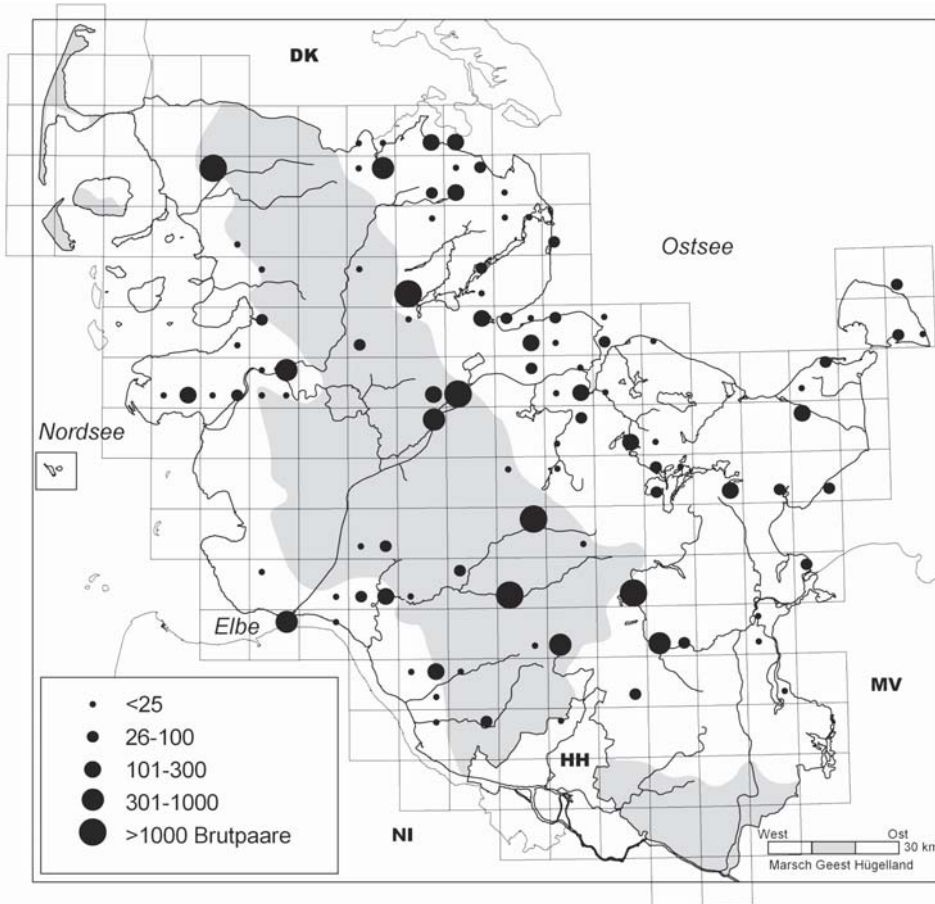 DK
Ostsee
Nordsee
Elbe
MV
HH
NI
<25
26-100
101-300
301-1000
>1000 Brutpaare
West Ost
30 km
Marsch Geest Hügelland